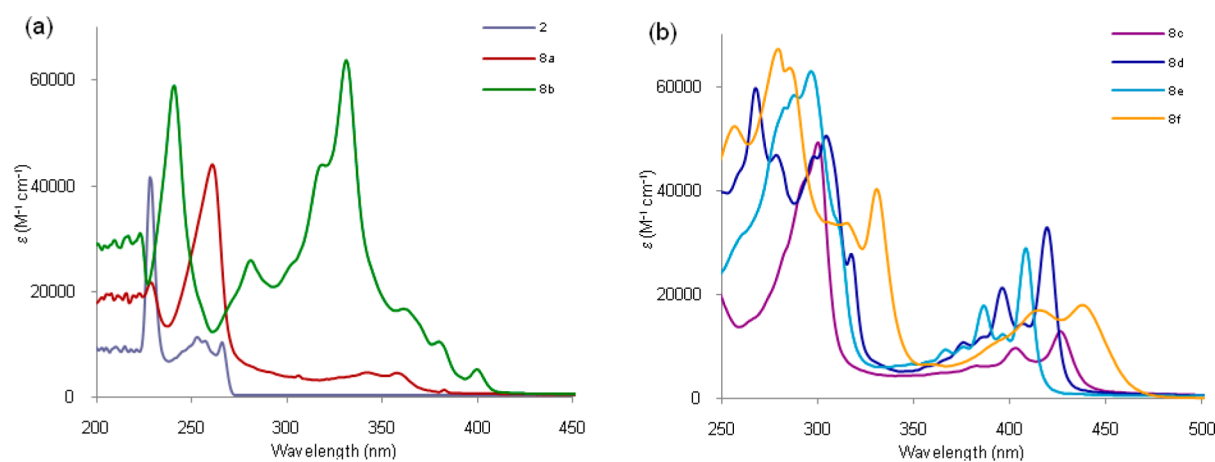 (a)
2
8a
8b
60000
40000
20000
0
ε (M⁻¹ cm⁻¹)
200 250 300 350 400 450
Wavelength (nm)
(b)
8c
8d
8e
8f
60000
40000
20000
0
ε (M⁻¹ cm⁻¹)
250 300 350 400 450 500
Wavelength (nm)